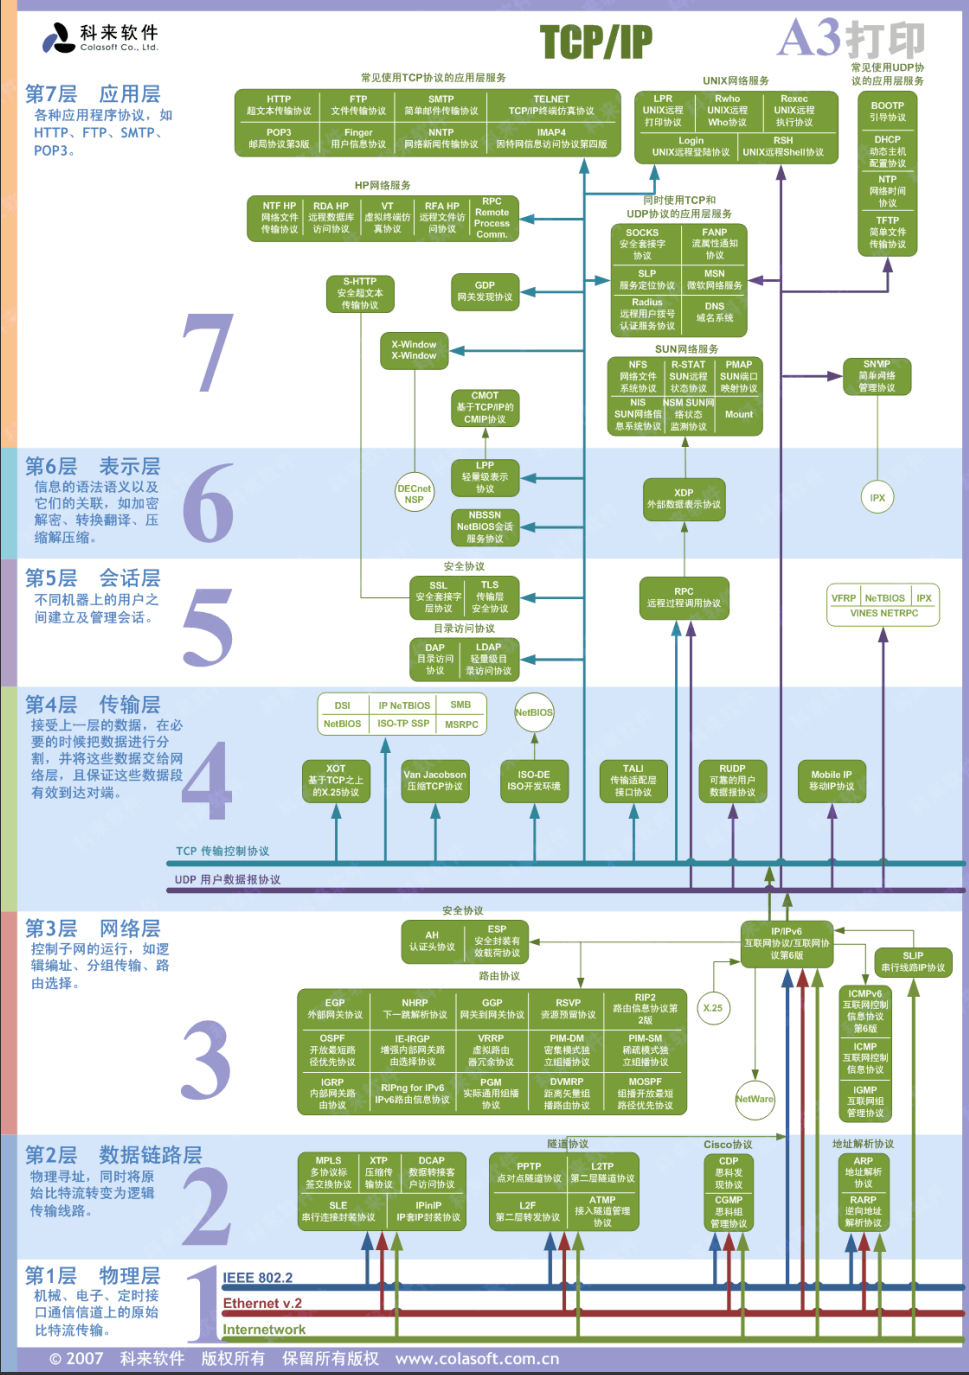 科来软件
Colasoft Co., Ltd.
TCP/IP
A3打印
第7层 应用层
各种应用程序协议，如
HTTP、FTP、SMTP、
POP3。
常见使用TCP协议的应用层服务
HTTP
超文本传输协议
FTP
文件传输协议
SMTP
简单邮件传输协议
TELNET
TCP/IP终端仿真协议
POP3
邮局协议第3版
Finger
用户信息协议
NNTP
网络新闻传输协议
IMAP4
因特网信息访问协议第四版
UNIX网络服务
LPR
UNIX远程
打印协议
Rwho
UNIX远程
Who协议
Rexec
UNIX远程
执行协议
Login
UNIX远程登陆协议
RSH
UNIX远程Shell协议
常见使用UDP协
议的应用层服务
BOOTP
引导协议
DHCP
动态主机
配置协议
NTP
网络时间
协议
TFTP
简单文件
传输协议
HP网络服务
NTF HP
网络文件
传输协议
RDA HP
远程数据库
访问协议
VT
虚拟终端仿
真协议
RFA HP
远程文件访
问协议
RPC
Remote
Process
Comm.
同时使用TCP和
UDP协议的应用层服务
SOCKS
安全套接字
协议
FANP
流属性通知
协议
SLP
服务定位协议
MSN
微软网络服务
Radius
远程用户拨号
认证服务协议
DNS
域名系统
S-HTTP
安全超文本
传输协议
GDP
网关发现协议
X-Window
X-Window
SUN网络服务
NFS
网络文件
系统协议
R-STAT
SUN远程
状态协议
PMAP
SUN端口
映射协议
NIS
SUN网络信
息系统协议
NSM SUN网
络状态
监测协议
Mount
SNMP
简单网络
管理协议
CMOT
基于TCP/IP的
CMIP协议
7
第6层 表示层
信息的语法语义以及
它们的关联，如加密
解密、转换翻译、压
缩解压缩。
6
DECnet
NSP
LPP
轻量级表示
协议
NBSSN
NetBIOS会话
服务协议
XDP
外部数据表示协议
IPX
第5层 会话层
不同机器上的用户之
间建立及管理会话。
5
安全协议
SSL
安全套接字
层协议
TLS
传输层
安全协议
目录访问协议
DAP
目录访问
协议
LDAP
轻量级目
录访问协议
RPC
远程过程调用协议
VFRP
NeTBIOS
IPX
VINES NETRPC
第4层 传输层
接受上一层的数据，在必
要的时候把数据进行分
割，并将这些数据交给网
络层，且保证这些数据段
有效到达对端。
4
DSI
IP NeTBIOS
SMB
NetBIOS
ISO-TP SSP
MSRPC
NetBIOS
XOT
基于TCP之上
的X.25协议
Van Jacobson
压缩TCP协议
ISO-DE
ISO开发环境
TALI
传输适配层
接口协议
RUDP
可靠的用户
数据报协议
Mobile IP
移动IP协议
TCP 传输控制协议
UDP 用户数据报协议
第3层 网络层
控制子网的运行，如逻
辑编址、分组传输、路
由选择。
3
安全协议
AH
认证头协议
ESP
安全封装有
效载荷协议
IP/IPv6
互联网协议/互联网协
议第6版
SLIP
串行线路IP协议
路由协议
EGP
外部网关协议
NHRP
下一跳解析协议
GGP
网关到网关协议
RSVP
资源预留协议
RIP2
路由信息协议第
2版
OSPF
开放最短路
径优先协议
IE-IRGP
增强内部网关路
由选择协议
VRRP
虚拟路由
器冗余协议
PIM-DM
密集模式独
立组播协议
PIM-SM
稀疏模式独
立组播协议
IGRP
内部网关路
由协议
RIPng for IPv6
IPv6路由信息协议
PGM
实际通用组播
协议
DVMRP
距离矢量组
播路由协议
MOSPF
组播开放最短
路径优先协议
X.25
NetWare
ICMPv6
互联网控制
信息协议
第6版
ICMP
互联网控制
信息协议
IGMP
互联网组
管理协议
第2层 数据链路层
物理寻址，同时将原
始比特流转变为逻辑
传输线路。
2
MPLS
多协议标
签交换协议
XTP
压缩传
输协议
DCAP
数据转接客
户访问协议
SLE
串行连接封装协议
IPinIP
IP套IP封装协议
隧道协议
PPTP
点对点隧道协议
L2TP
第二层隧道协议
L2F
第二层转发协议
ATMP
接入隧道管理
协议
Cisco协议
CDP
思科发
现协议
CGMP
思科组
管理协议
地址解析协议
ARP
地址解析
协议
RARP
逆向地址
解析协议
第1层 物理层
机械、电子、定时接
口通信信道上的原始
比特流传输。
1
IEEE 802.2
Ethernet v.2
Internetwork
© 2007 科来软件 版权所有 保留所有版权 www.colasoft.com.cn